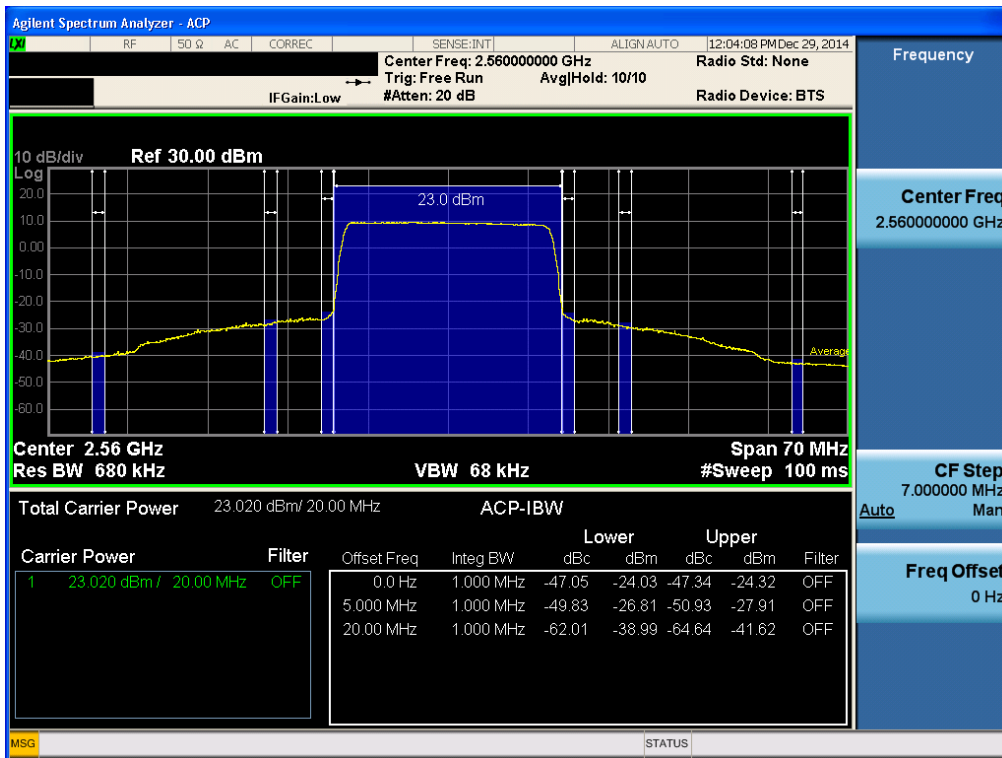 Agilent Spectrum Analyzer - ACP
LXI RF 50 Ω AC CORREC SENSE:INT ALIGN AUTO 12:04:08 PM Dec 29, 2014
Center Freq: 2.560000000 GHz Radio Std: None
Trig: Free Run Avg|Hold: 10/10
IFGain:Low #Atten: 20 dB Radio Device: BTS
10 dB/div Ref 30.00 dBm
Log
20.0
10.0
0.00
-10.0
-20.0
-30.0
-40.0
-50.0
-60.0
23.0 dBm
Average
Center 2.56 GHz Span 70 MHz
Res BW 680 kHz VBW 68 kHz #Sweep 100 ms
Total Carrier Power 23.020 dBm/ 20.00 MHz ACP-IBW
Lower Upper
Carrier Power Filter Offset Freq Integ BW dBc dBm dBc dBm Filter
1 23.020 dBm / 20.00 MHz OFF 0.0 Hz 1.000 MHz -47.05 -24.03 -47.34 -24.32 OFF
5.000 MHz 1.000 MHz -49.83 -26.81 -50.93 -27.91 OFF
20.00 MHz 1.000 MHz -62.01 -38.99 -64.64 -41.62 OFF
MSG STATUS
Frequency
Center Freq
2.560000000 GHz
CF Step
7.000000 MHz
Auto Man
Freq Offset
0 Hz